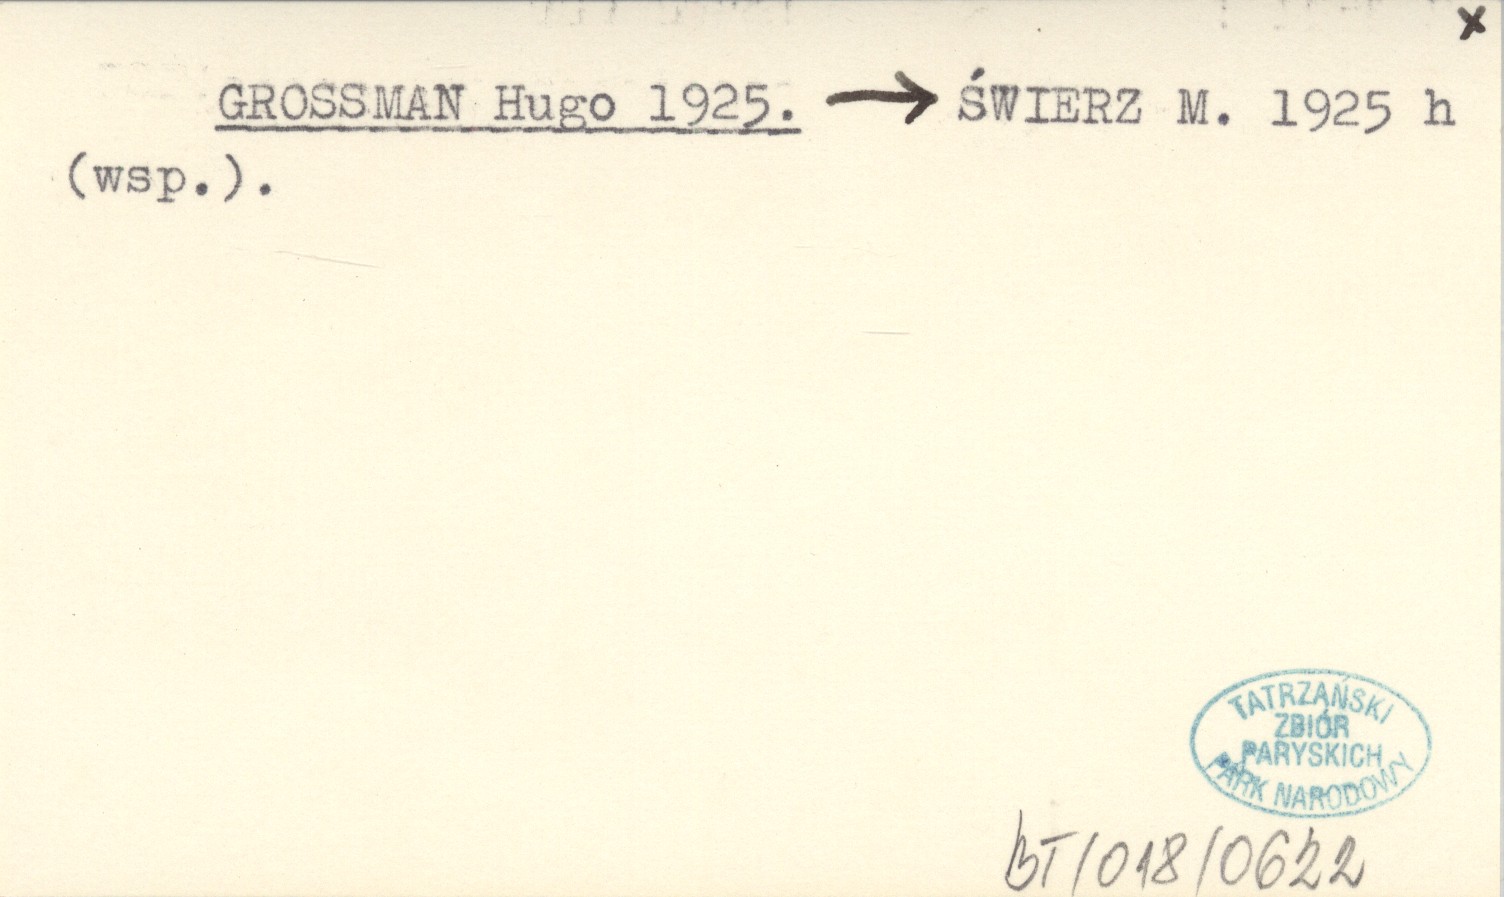 x
GROSSMAN Hugo 1925. → ŚWIERZ M. 1925 h
(wsp.).
TATRZAŃSKI
ZBIÓR
PARYSKICH
PARK NARODOWY
BT/018/0622